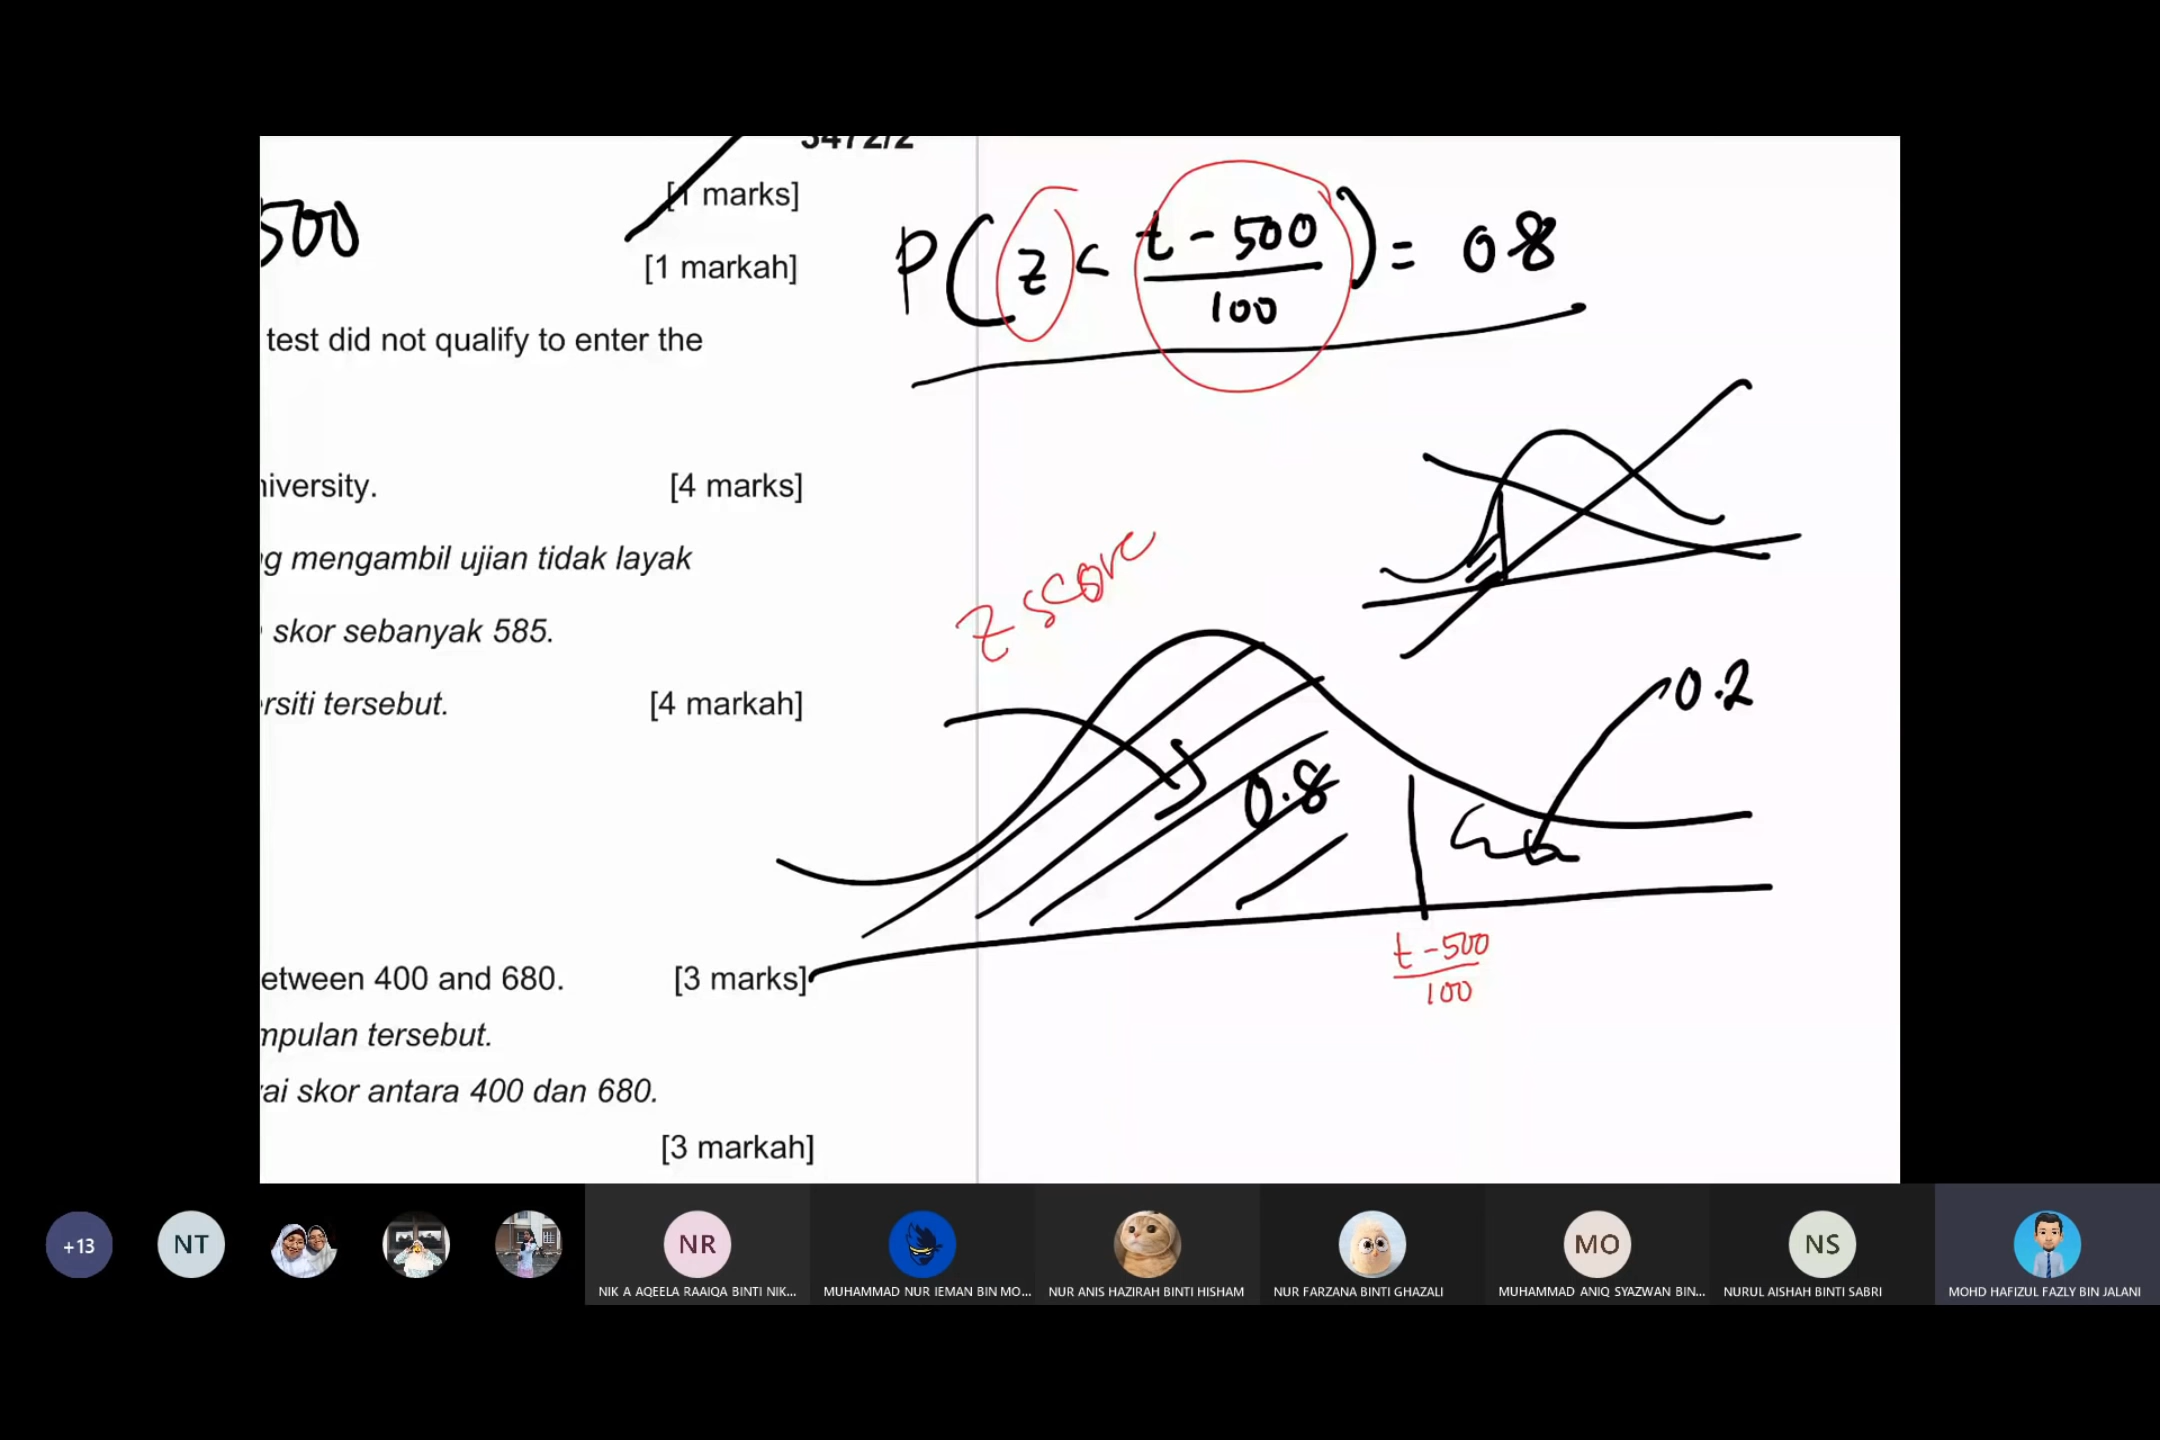 3472/2
[1 marks]
500
[1 markah]
P(z < t - 500 / 100) = 0.8
test did not qualify to enter the
niversity. [4 marks]
g mengambil ujian tidak layak
z score
skor sebanyak 585.
0.2
rsiti tersebut. [4 markah]
0.8
t - 500
100
etween 400 and 680. [3 marks]
mpulan tersebut.
ai skor antara 400 dan 680.
[3 markah]
+13
NT
NR
MO
NS
NIK A AQEELA RAAIQA BINTI NIK...
MUHAMMAD NUR IEMAN BIN MO...
NUR ANIS HAZIRAH BINTI HISHAM
NUR FARZANA BINTI GHAZALI
MUHAMMAD ANIQ SYAZWAN BIN...
NURUL AISHAH BINTI SABRI
MOHD HAFIZUL FAZLY BIN JALANI